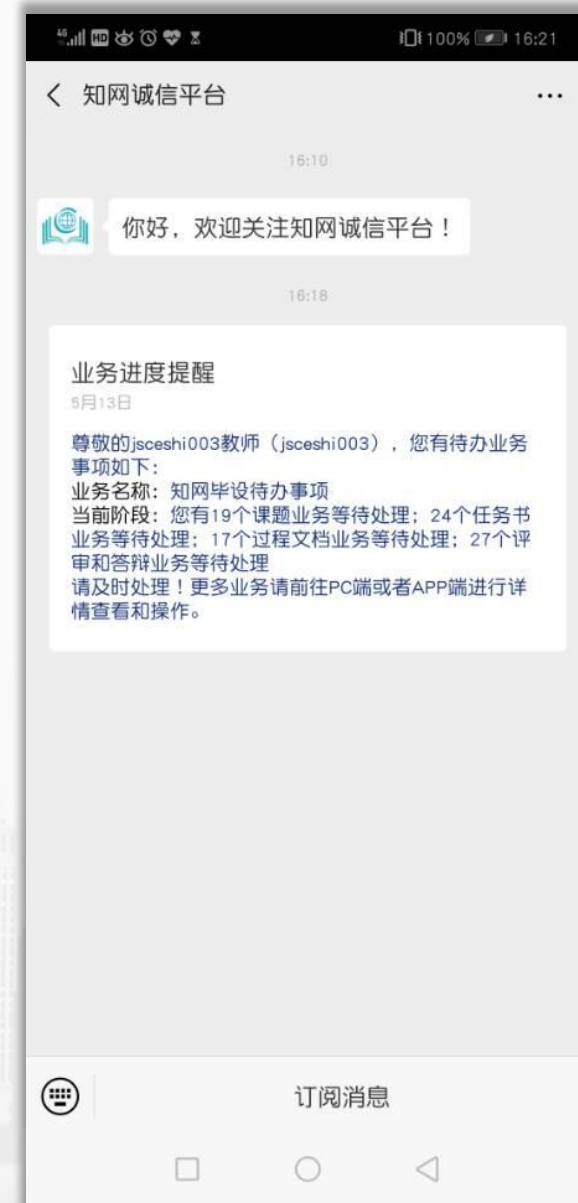 46 HD 100% 16:21
知网诚信平台
16:10
你好，欢迎关注知网诚信平台！
16:18
业务进度提醒
5月13日
尊敬的jsceshi003教师（jsceshi003），您有待办业务
事项如下：
业务名称：知网毕设待办事项
当前阶段：您有19个课题业务等待处理；24个任务书
业务等待处理；17个过程文档业务等待处理；27个评
审和答辩业务等待处理
请及时处理！更多业务请前往PC端或者APP端进行详
情查看和操作。
订阅消息